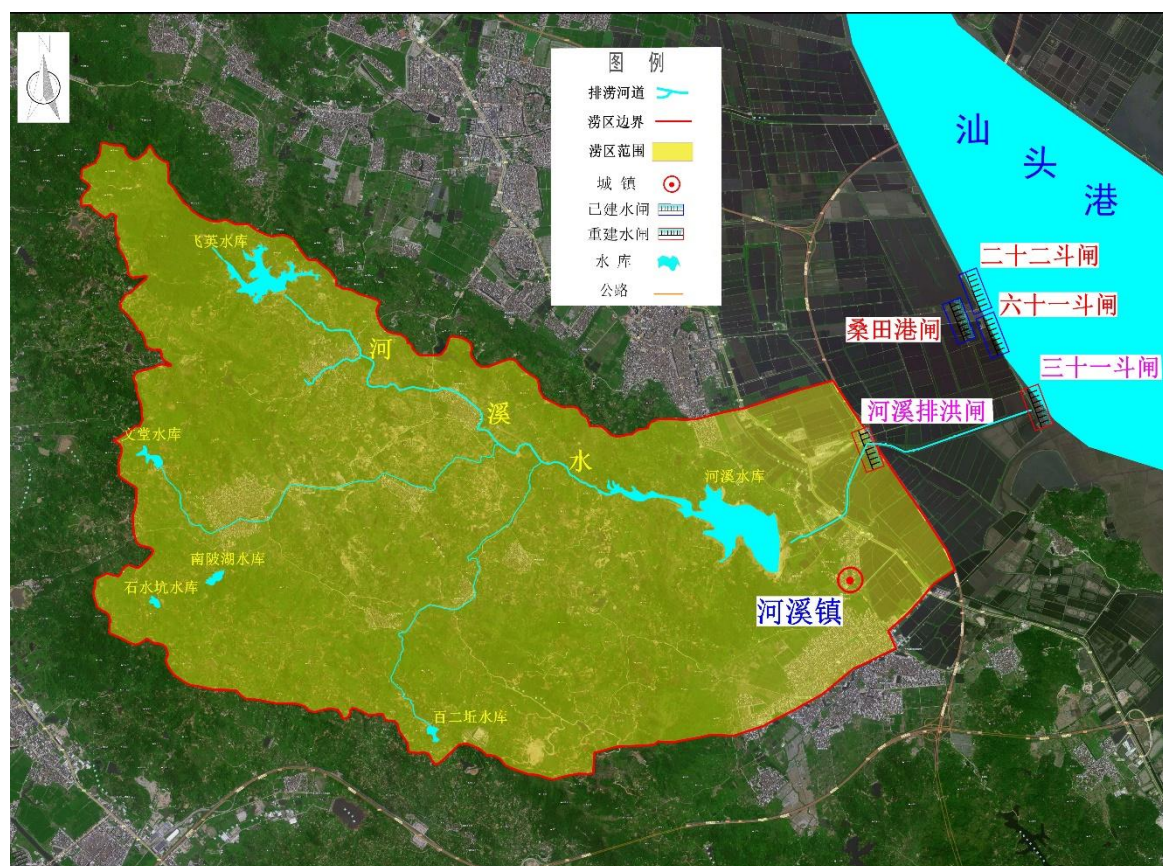 N
图 例
排涝河道
涝区边界
涝区范围
城 镇
已建水闸
重建水闸
水 库
公路
汕头港
二十二斗闸
六十一斗闸
桑田港闸
三十一斗闸
河溪排洪闸
飞英水库
河溪水
文堂水库
河溪水库
南陂湖水库
石水坑水库
河溪镇
百二坵水库